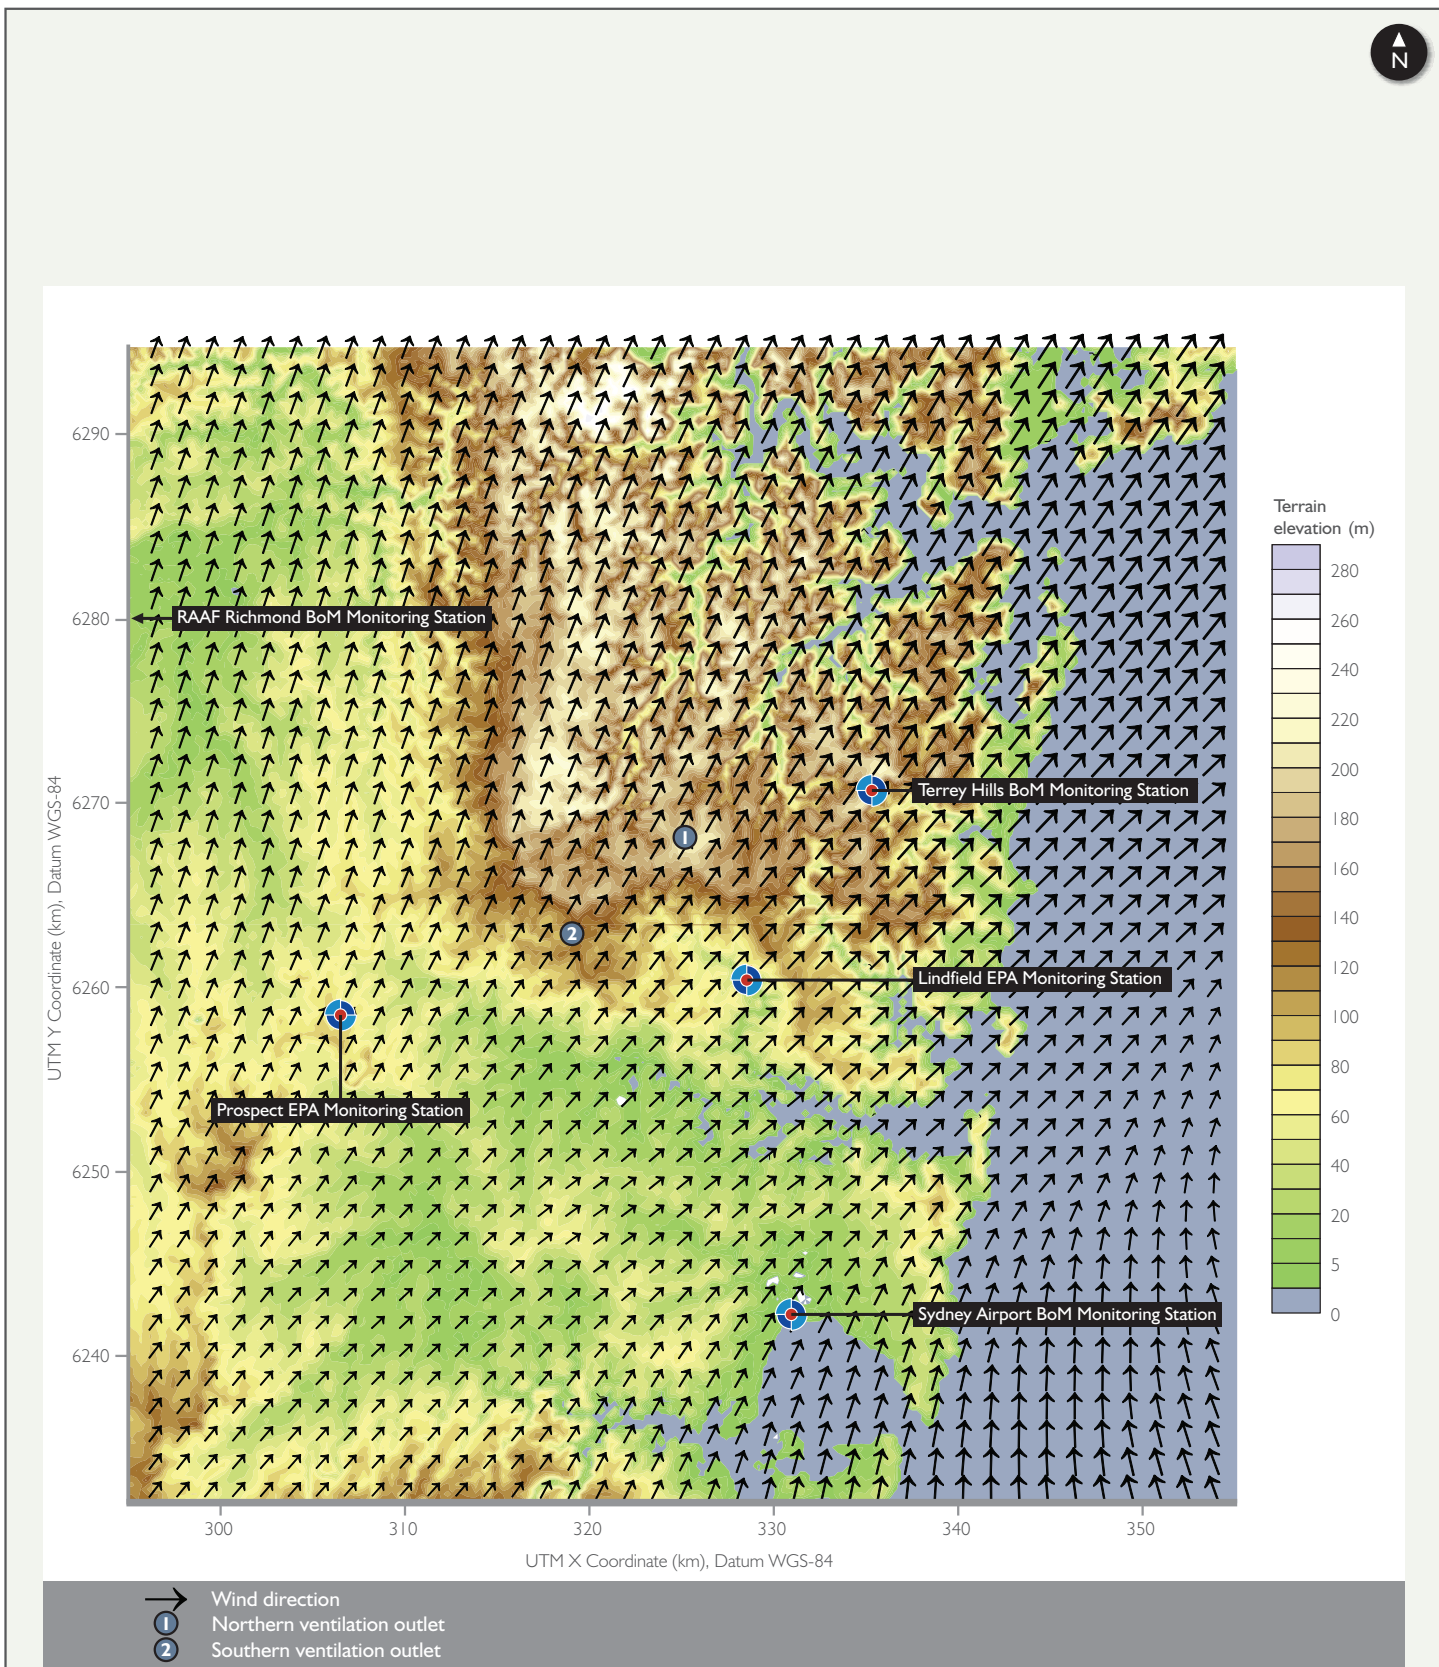 N
6290
6280
6270
6260
6250
6240
UTM Y Coordinate (km), Datum WGS-84
RAAF Richmond BoM Monitoring Station
Terrey Hills BoM Monitoring Station
1
2
Lindfield EPA Monitoring Station
Prospect EPA Monitoring Station
Sydney Airport BoM Monitoring Station
Terrain
elevation (m)
280
260
240
220
200
180
160
140
120
100
80
60
40
20
5
0
300 310 320 330 340 350
UTM X Coordinate (km), Datum WGS-84
Wind direction
1 Northern ventilation outlet
2 Southern ventilation outlet